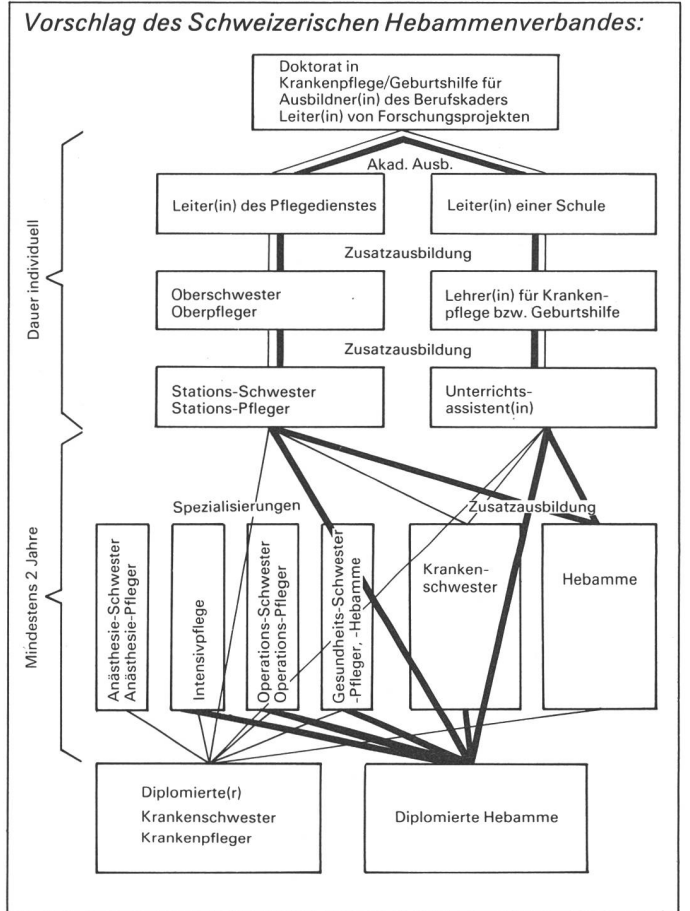 Vorschlag des Schweizerischen Hebammenverbandes:
Doktorat in
Krankenpflege/Geburtshilfe für
Ausbildner(in) des Berufskaders
Leiter(in) von Forschungsprojekten
Akad. Ausb.
Dauer individuell
Leiter(in) des Pflegedienstes
Leiter(in) einer Schule
Zusatzausbildung
Oberschwester
Oberpfleger
Lehrer(in) für Kranken-
pflege bzw. Geburtshilfe
Zusatzausbildung
Stations-Schwester
Stations-Pfleger
Unterrichts-
assistent(in)
Mindestens 2 Jahre
Spezialisierungen
Zusatzausbildung
Anästhesie-Schwester
Anästhesie-Pfleger
Intensivpflege
Operations-Schwester
Operations-Pfleger
Gesundheits-Schwester
-Pfleger, -Hebamme
Kranken-
schwester
Hebamme
Diplomierte(r)
Krankenschwester
Krankenpfleger
Diplomierte Hebamme